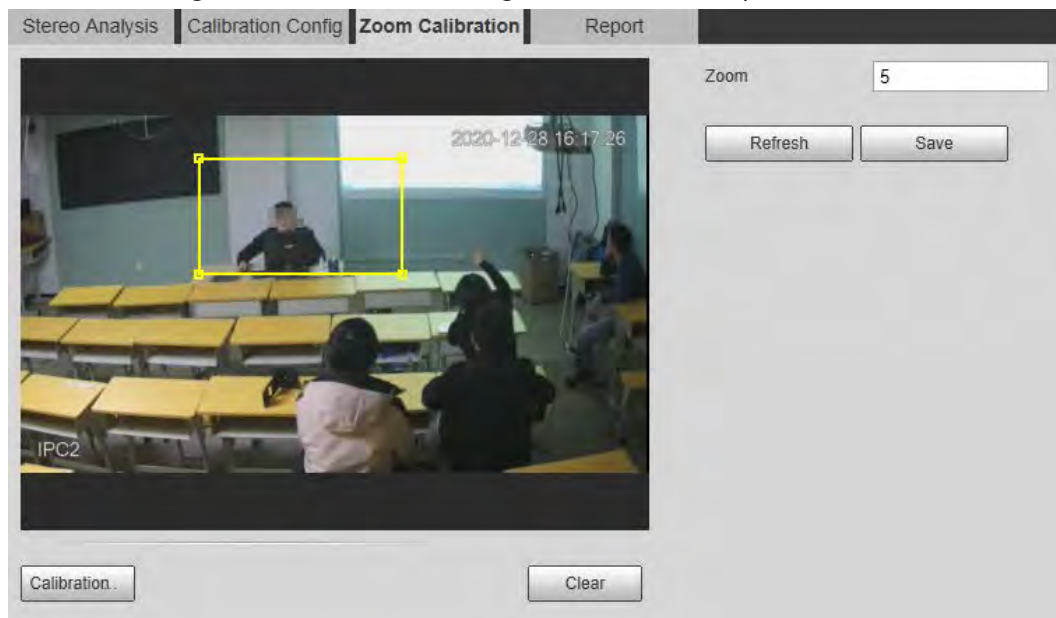 Stereo Analysis Calibration Config Zoom Calibration Report
Zoom 5
2020-12-28 16:17:26
Refresh Save
IPC2
Calibration..
Clear